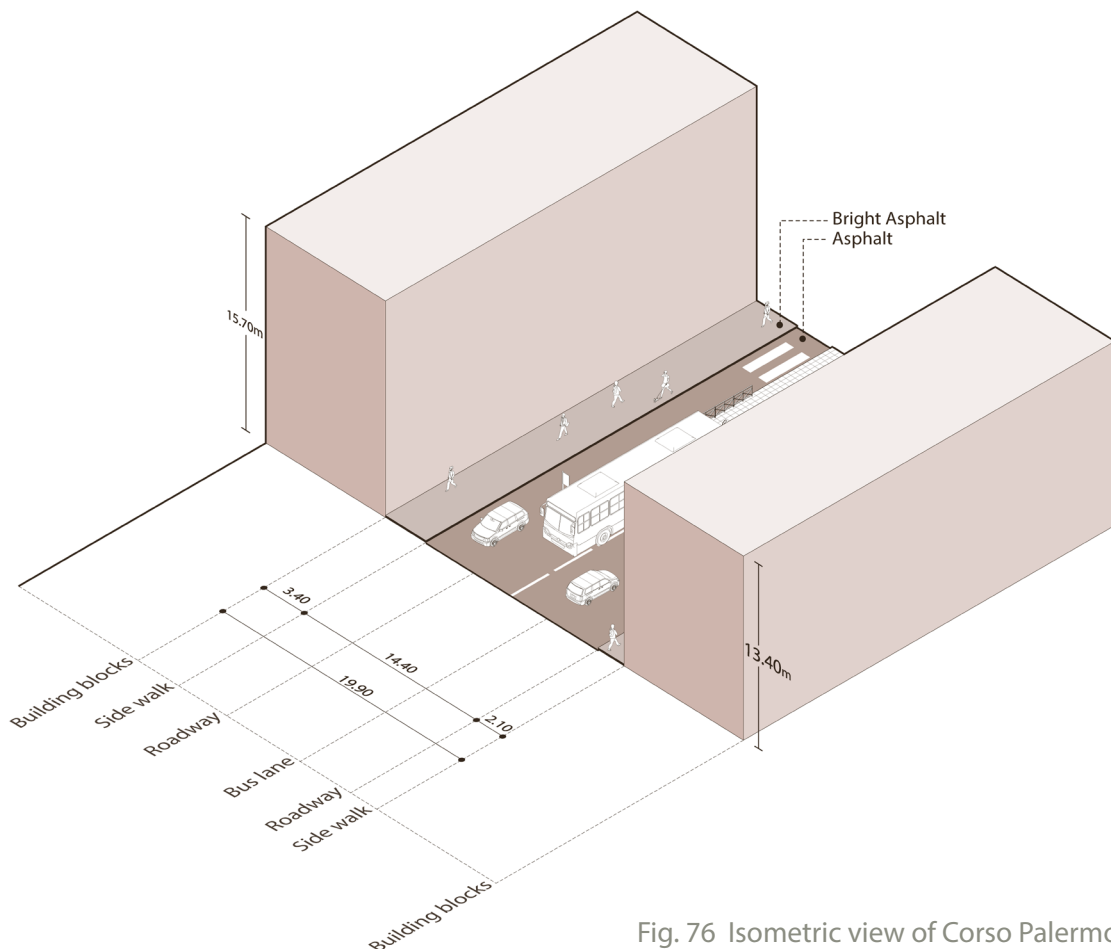 Bright Asphalt
Asphalt
15.70m
13.40m
3.40
14.40
19.90
2.10
Building blocks
Side walk
Roadway
Bus lane
Roadway
Side walk
Building blocks
Fig. 76 Isometric view of Corso Palermo